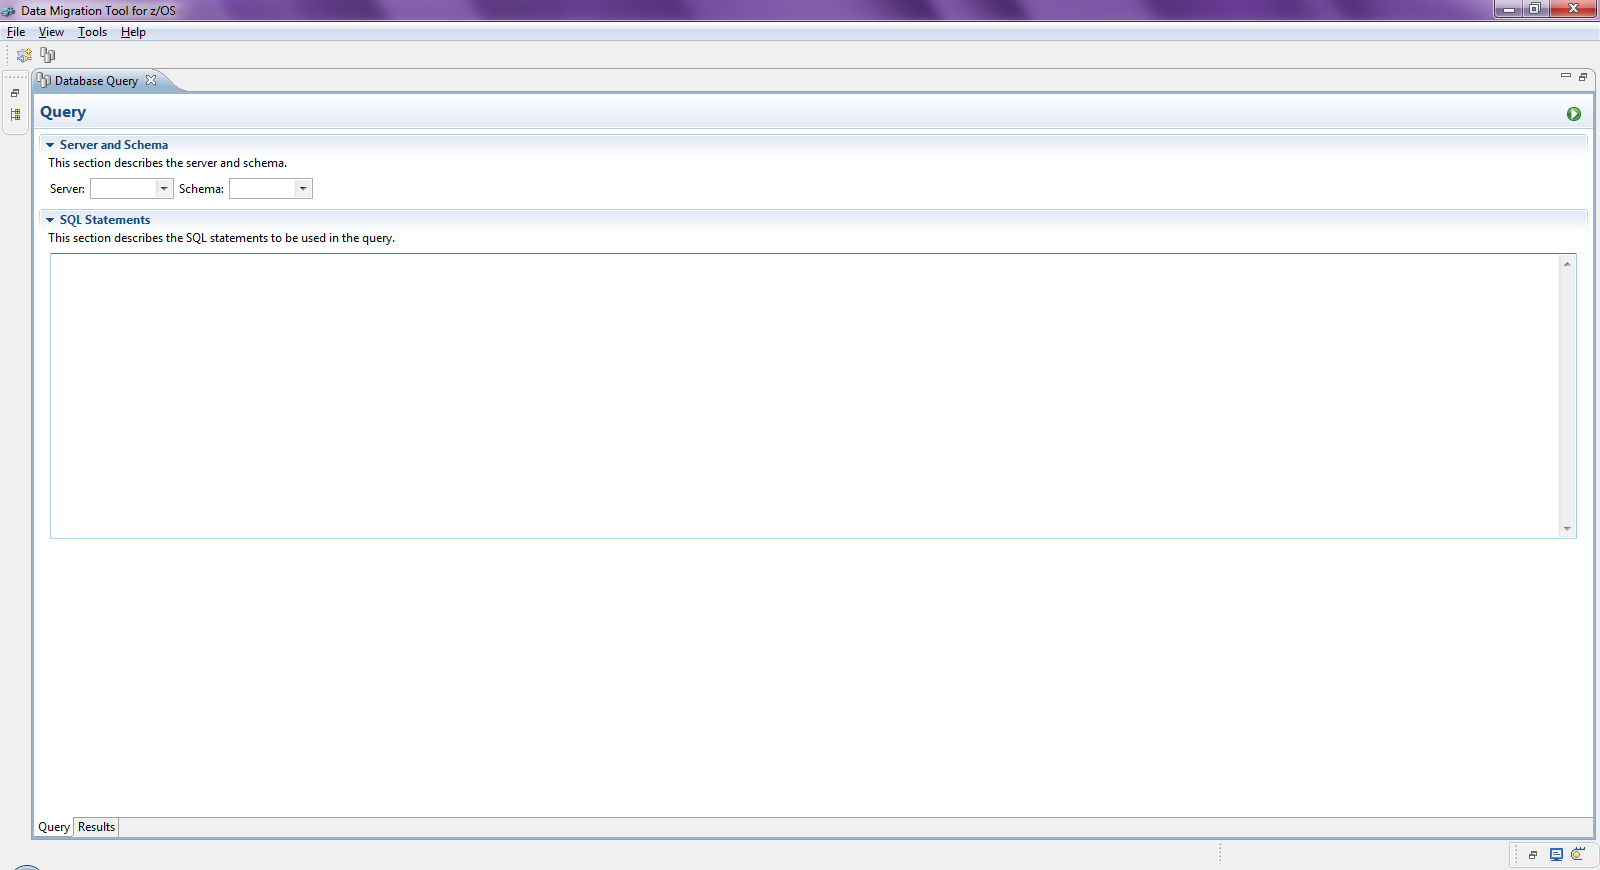 Data Migration Tool for z/OS
File View Tools Help
Database Query
Query
Server and Schema
This section describes the server and schema.
Server: Schema:
SQL Statements
This section describes the SQL statements to be used in the query.
Query Results